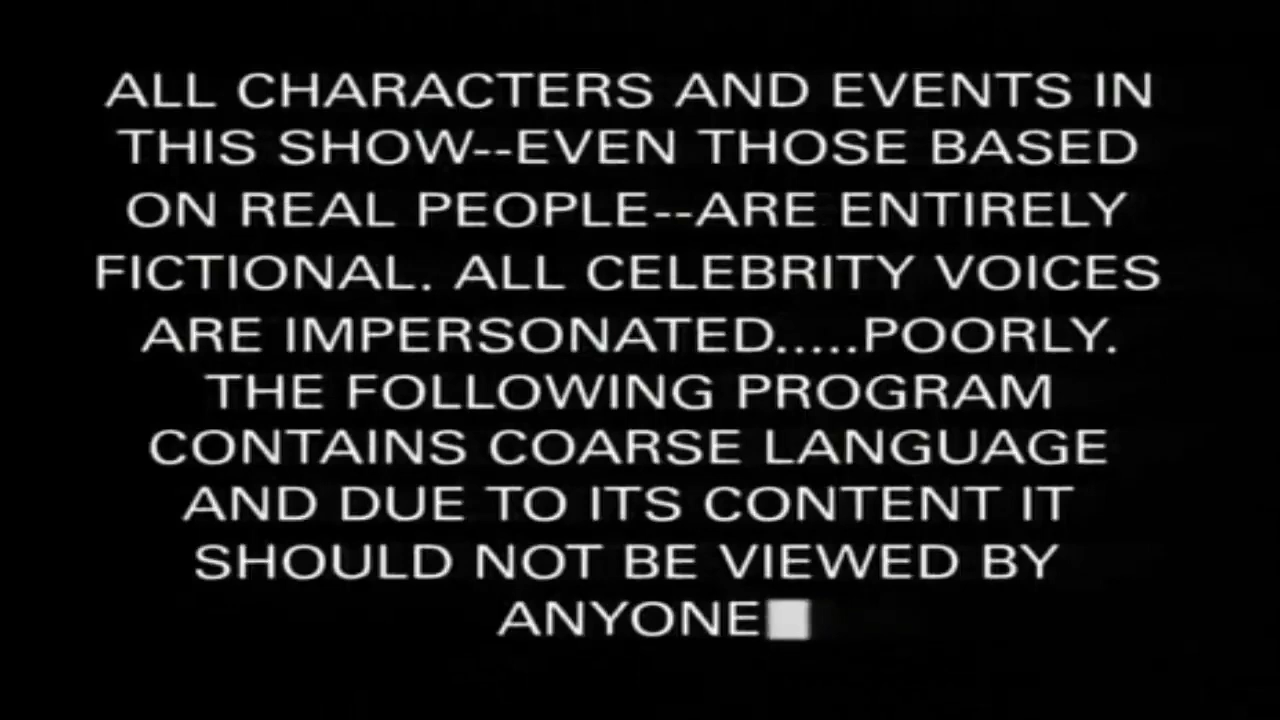 ALL CHARACTERS AND EVENTS IN
THIS SHOW--EVEN THOSE BASED
ON REAL PEOPLE--ARE ENTIRELY
FICTIONAL. ALL CELEBRITY VOICES
ARE IMPERSONATED.....POORLY.
THE FOLLOWING PROGRAM
CONTAINS COARSE LANGUAGE
AND DUE TO ITS CONTENT IT
SHOULD NOT BE VIEWED BY
ANYONE■